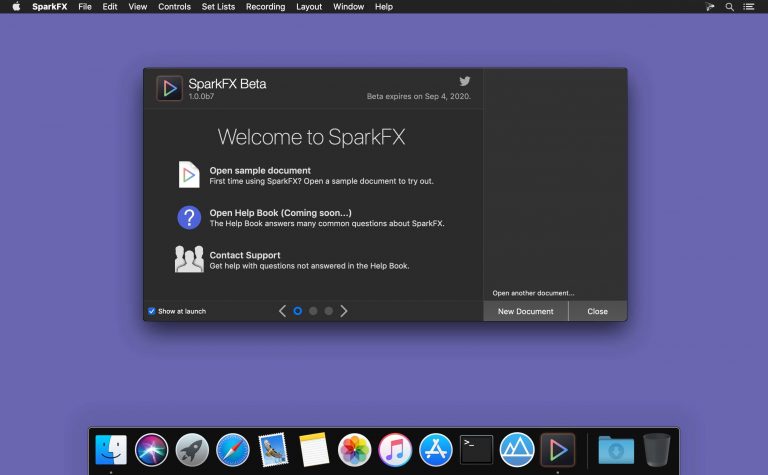 SparkFX File Edit View Controls Set Lists Recording Layout Window Help
SparkFX Beta
1.0.0b7
Beta expires on Sep 4, 2020.
Welcome to SparkFX
Open sample document
First time using SparkFX? Open a sample document to try out.
?
Open Help Book (Coming soon...)
The Help Book answers many common questions about SparkFX.
Contact Support
Get help with questions not answered in the Help Book.
Open another document...
Show at launch
New Document Close
>_